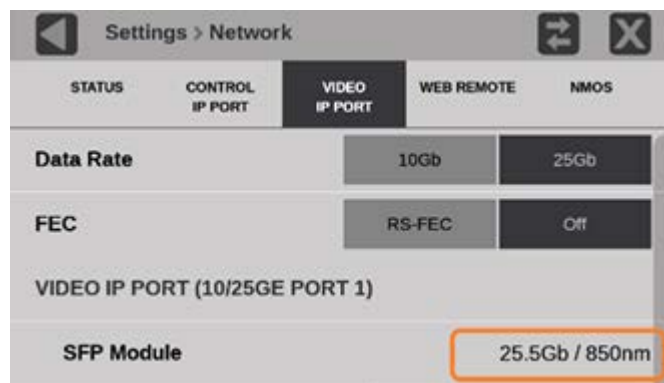 Settings > Network
STATUS CONTROL IP PORT VIDEO IP PORT WEB REMOTE NMOS
Data Rate 10Gb 25Gb
FEC RS-FEC Off
VIDEO IP PORT (10/25GE PORT 1)
SFP Module 25.5Gb / 850nm